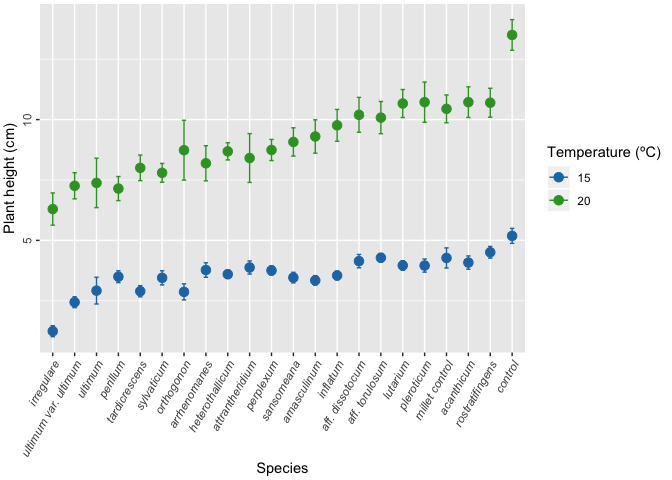 Plant height (cm)
10
5
irregulare
ultimum var. ultimum
ultimum
perillum
tardicrescens
sylvaticum
orthogonon
arrhenomanes
heterothallicum
attrantheridium
perplexum
sansomeana
amasculinum
inflatum
aff. dissotocum
aff. torulosum
lutarium
pleroticum
millet control
acanthicum
rostratifingens
control
Species
Temperature (ºC)
15
20